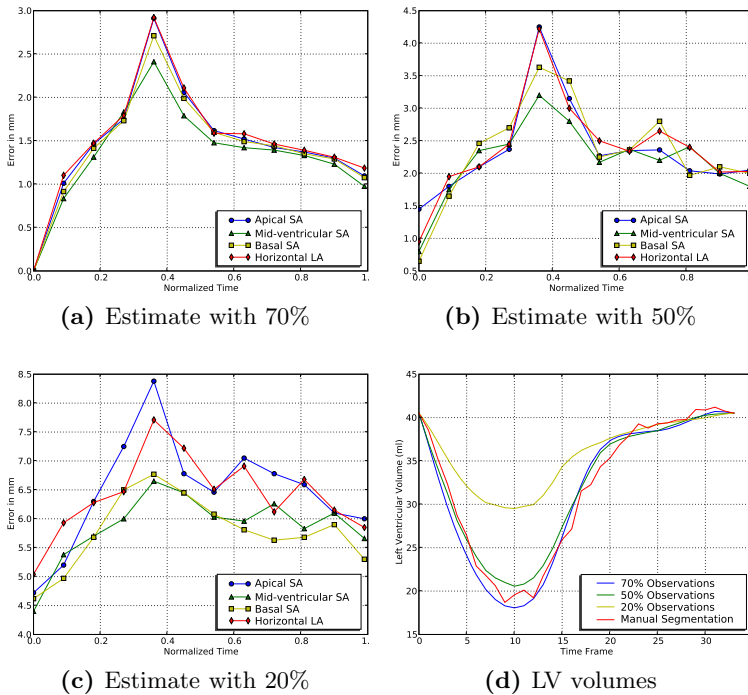 3.0
2.5
2.0
1.5
1.0
0.5
0.0
Error in mm
0.0 0.2 0.4 0.6 0.8 1.
Normalized Time
Apical SA
Mid-ventricular SA
Basal SA
Horizontal LA
(a) Estimate with 70%
4.5
4.0
3.5
3.0
2.5
2.0
1.5
1.0
0.5
Error in mm
0.0 0.2 0.4 0.6 0.8
Normalized Time
Apical SA
Mid-ventricular SA
Basal SA
Horizontal LA
(b) Estimate with 50%
8.5
8.0
7.5
7.0
6.5
6.0
5.5
5.0
4.5
4.0
Error in mm
0.0 0.2 0.4 0.6 0.8 1.
Normalized Time
Apical SA
Mid-ventricular SA
Basal SA
Horizontal LA
(c) Estimate with 20%
45
40
35
30
25
20
15
Left Ventricular Volume (ml)
0 5 10 15 20 25 30
Time Frame
70% Observations
50% Observations
20% Observations
Manual Segmentation
(d) LV volumes